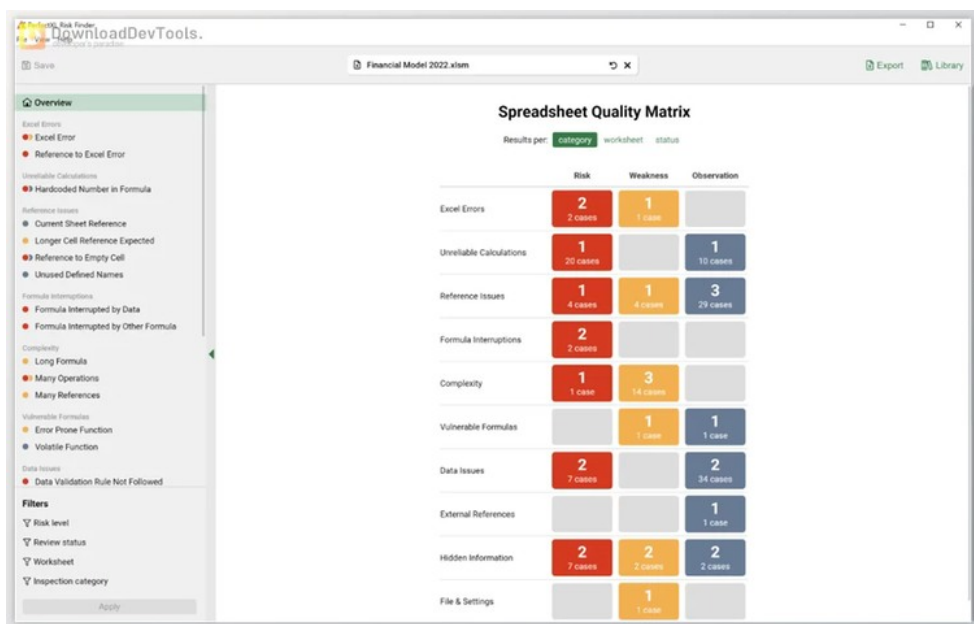 PerfectXL Risk Finder
DownloadDevTools.
developer's paradise
File View Help
Save
Financial Model 2022.xlsm
Export
Library
Overview
Excel Errors
Excel Error
Reference to Excel Error
Unreliable Calculations
Hardcoded Number in Formula
Reference Issues
Current Sheet Reference
Longer Cell Reference Expected
Reference to Empty Cell
Unused Defined Names
Formula Interruptions
Formula Interrupted by Data
Formula Interrupted by Other Formula
Complexity
Long Formula
Many Operations
Many References
Vulnerable Formulas
Error Prone Function
Volatile Function
Data Issues
Data Validation Rule Not Followed
Filters
Risk level
Review status
Worksheet
Inspection category
Apply
Spreadsheet Quality Matrix
Results per: category worksheet status
Risk Weakness Observation
Excel Errors 2 2 cases 1 1 case
Unreliable Calculations 1 20 cases 1 10 cases
Reference Issues 1 4 cases 1 4 cases 3 29 cases
Formula Interruptions 2 2 cases
Complexity 1 1 case 3 14 cases
Vulnerable Formulas 1 1 case 1 1 case
Data Issues 2 7 cases 2 34 cases
External References 1 1 case
Hidden Information 2 7 cases 2 2 cases 2 2 cases
File & Settings 1 1 case